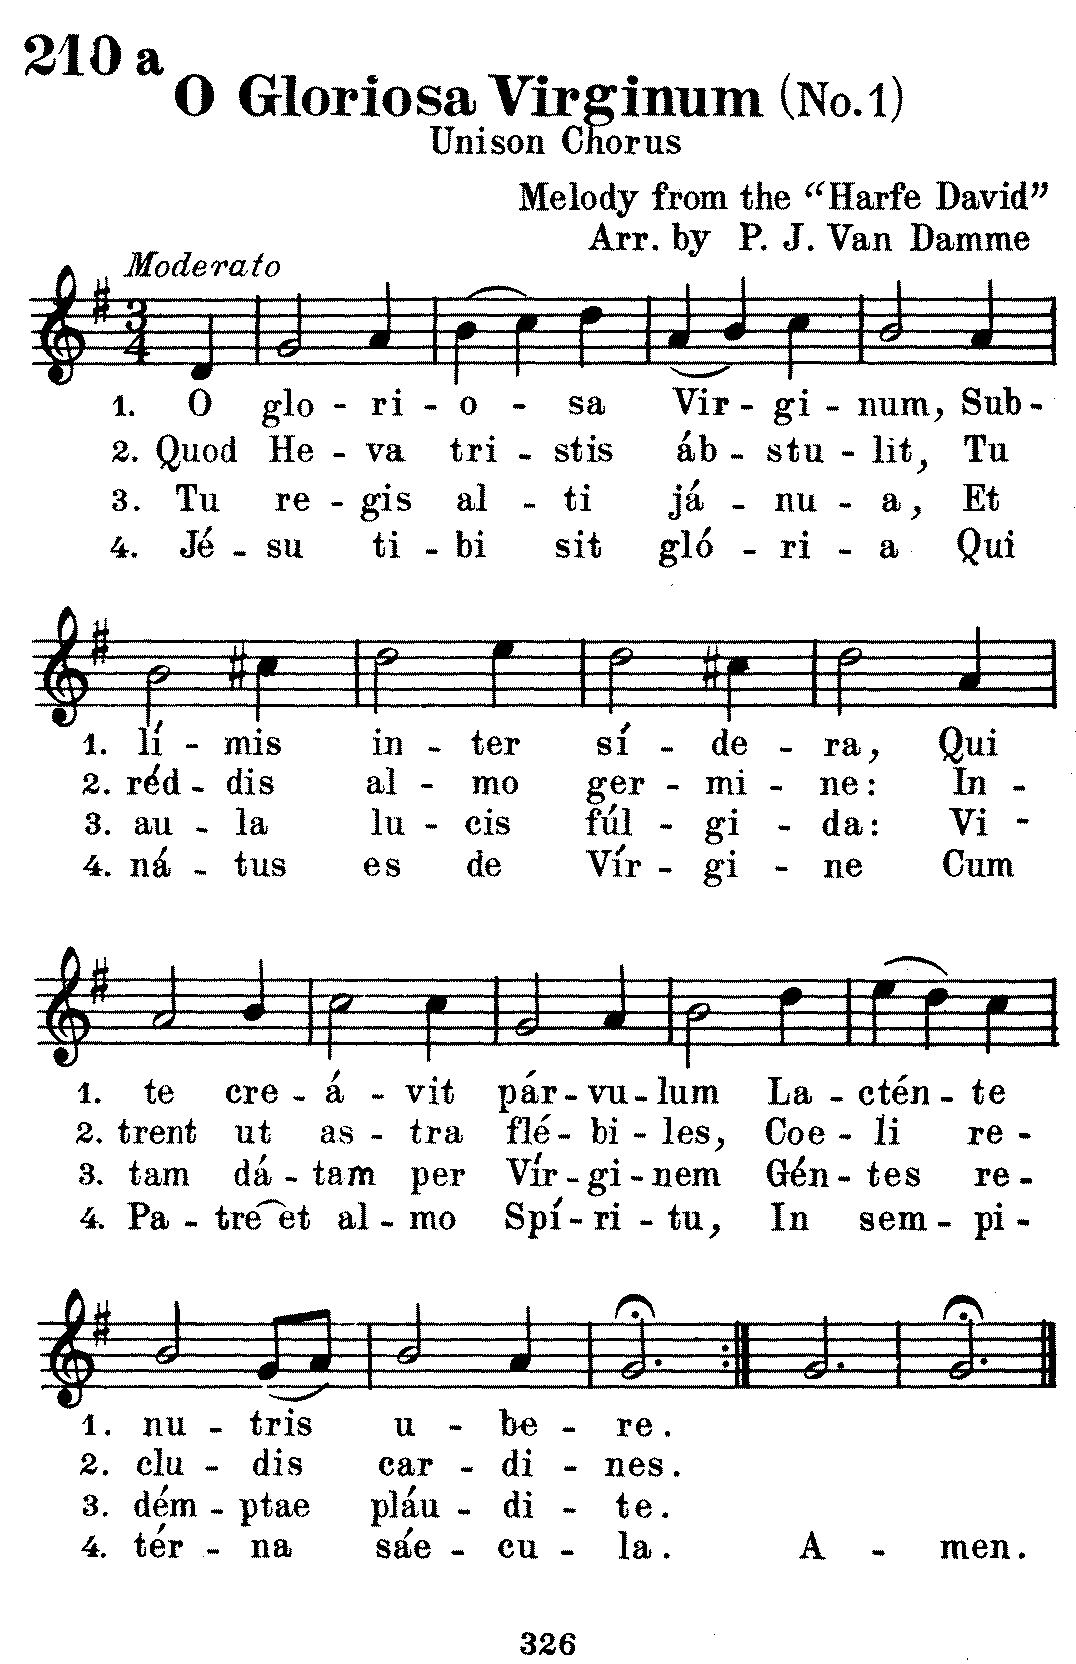 210 a
O Gloriosa Virginum (No. 1)
Unison Chorus
Melody from the “Harfe David”
Arr. by P. J. Van Damme
Moderato
3/4
1. O glo - ri - o - sa Vir - gi - num, Sub -
2. Quod He - va tri - stis áb - stu - lit, Tu
3. Tu re - gis al - ti já - nu - a, Et
4. Jé - su ti - bi sit gló - ri - a Qui
1. lí - mis in - ter sí - de - ra, Qui
2. réd - dis al - mo ger - mi - ne: In -
3. au - la lu - cis fúl - gi - da: Vi -
4. ná - tus es de Vír - gi - ne Cum
1. te cre - á - vit pár - vu - lum La - ctén - te
2. trent ut as - tra flé - bi - les, Coe - li re -
3. tam dá - tam per Vír - gi - nem Gén - tes re -
4. Pa - tre et al - mo Spí - ri - tu, In sem - pi -
1. nu - tris u - be - re.
2. clu - dis car - di - nes.
3. dém - ptae pláu - di - te.
4. tér - na sáe - cu - la. A - men.
326